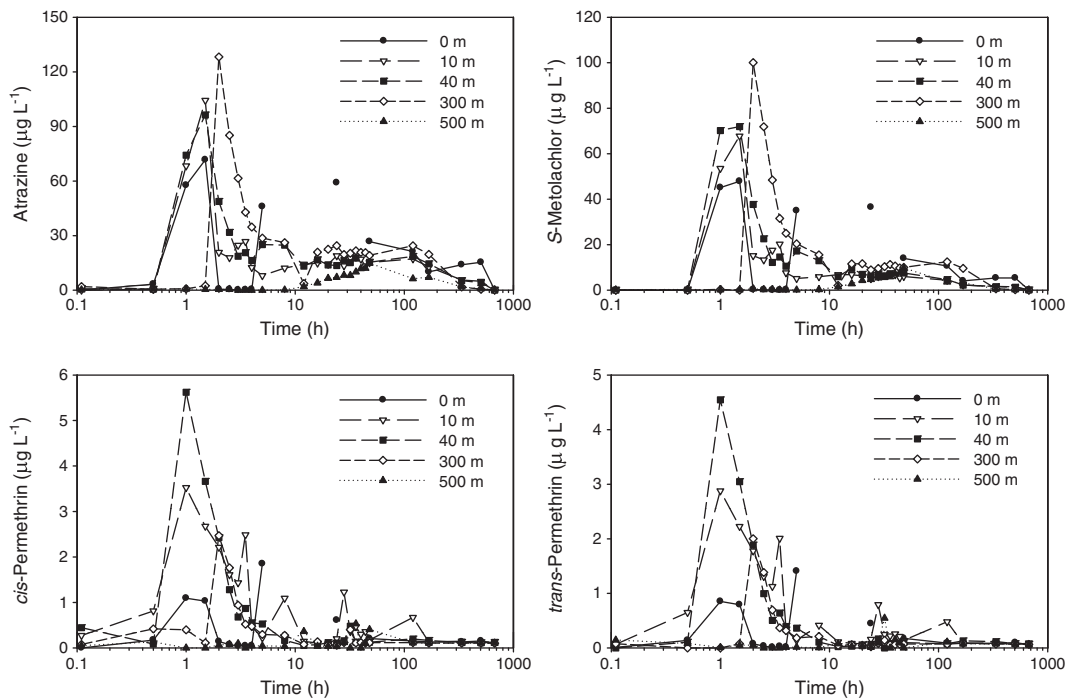 Atrazine (µg L⁻¹)
150
120
90
60
30
0
0 m
10 m
40 m
300 m
500 m
0.1
1
10
100
1000
Time (h)
S-Metolachlor (µ g L⁻¹)
120
100
80
60
40
20
0
0 m
10 m
40 m
300 m
500 m
0.1
1
10
100
1000
Time (h)
cis-Permethrin (µg L⁻¹)
6
5
4
3
2
1
0
0 m
10 m
40 m
300 m
500 m
0.1
1
10
100
1000
Time (h)
trans-Permethrin (µ g L⁻¹)
5
4
3
2
1
0
0 m
10 m
40 m
300 m
500 m
0.1
1
10
100
1000
Time (h)